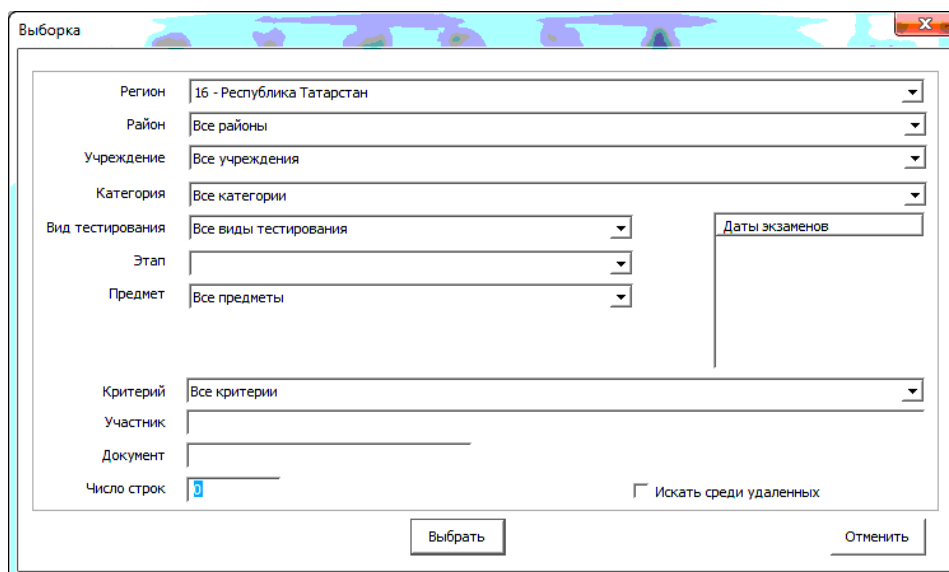 Выборка
Регион 16 - Республика Татарстан
Район Все районы
Учреждение Все учреждения
Категория Все категории
Вид тестирования Все виды тестирования Даты экзаменов
Этап
Предмет Все предметы
Критерий Все критерии
Участник
Документ
Число строк 0 Искать среди удаленных
Выбрать Отменить